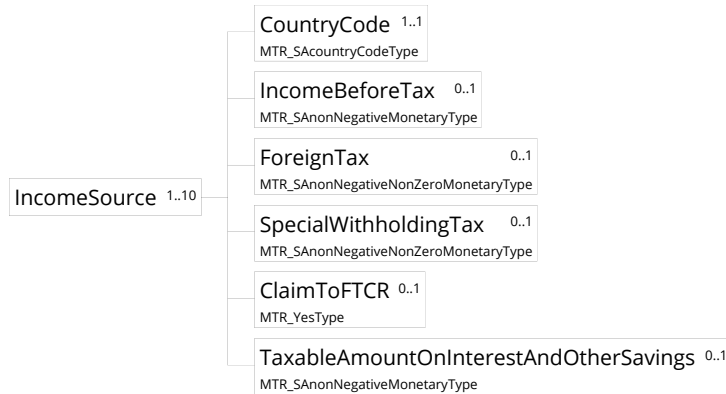 CountryCode 1..1
MTR_SAcountryCodeType
IncomeBeforeTax 0..1
MTR_SAnonNegativeMonetaryType
ForeignTax 0..1
MTR_SAnonNegativeNonZeroMonetaryType
IncomeSource 1..10
SpecialWithholdingTax 0..1
MTR_SAnonNegativeNonZeroMonetaryType
ClaimToFTCR 0..1
MTR_YesType
TaxableAmountOnInterestAndOtherSavings 0..1
MTR_SAnonNegativeMonetaryType